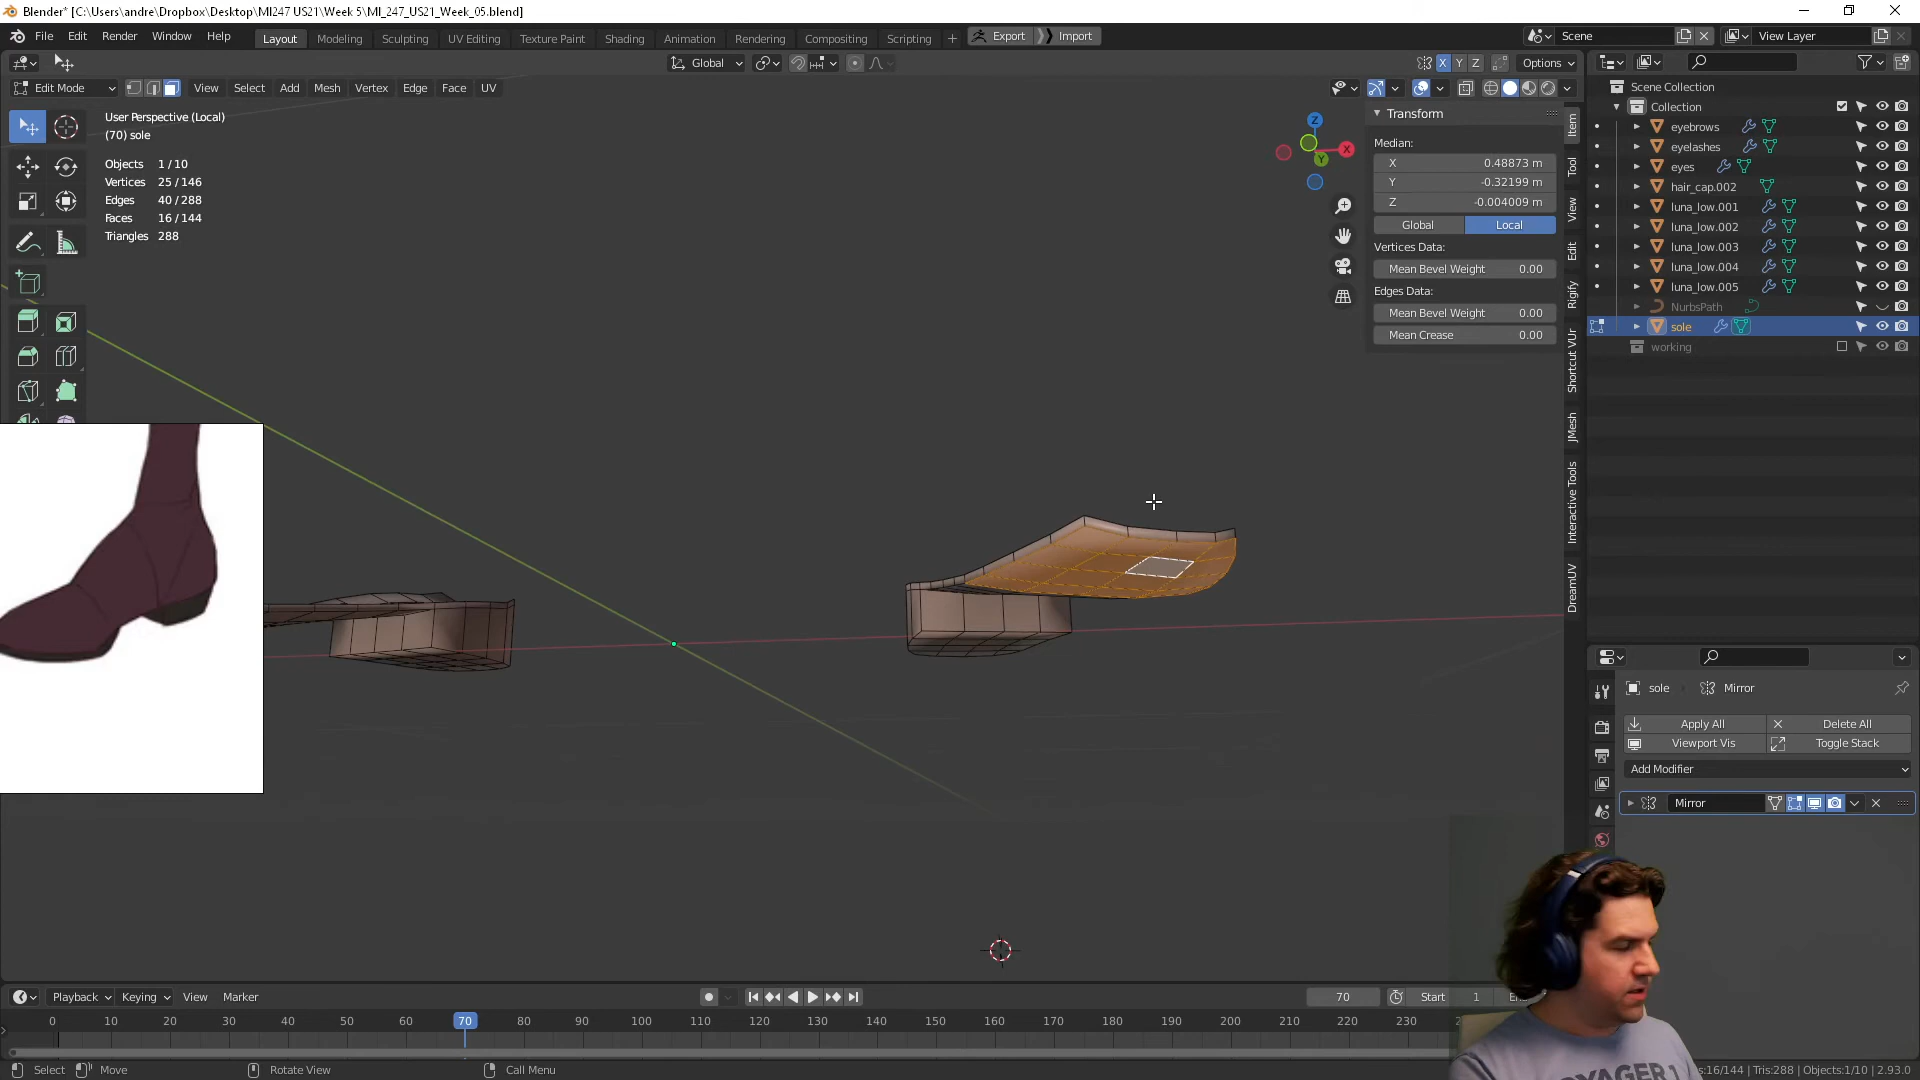 Blender* [C:\Users\andre\Dropbox\Desktop\MI247 US21\Week 5\MI_247_US21_Week_05.blend]
File Edit Render Window Help Layout Modeling Sculpting UV Editing Texture Paint Shading Animation Rendering Compositing Scripting + Export Import Scene View Layer
Global X Y Z Options
Edit Mode View Select Add Mesh Vertex Edge Face UV
User Perspective (Local)
(70) sole
Objects 1 / 10
Vertices 25 / 146
Edges 40 / 288
Faces 16 / 144
Triangles 288
Z
X
Y
Transform
Median:
X 0.48873 m
Y -0.32199 m
Z -0.004009 m
Global Local
Vertices Data:
Mean Bevel Weight 0.00
Edges Data:
Mean Bevel Weight 0.00
Mean Crease 0.00
Item
Tool
View
Edit
Rigify
Shortcut VUr
JMesh
Interactive Tools
DreamUV
Scene Collection
Collection
eyebrows
eyelashes
eyes
hair_cap.002
luna_low.001
luna_low.002
luna_low.003
luna_low.004
luna_low.005
NurbsPath
sole
working
sole Mirror
Apply All Delete All
Viewport Vis Toggle Stack
Add Modifier
Mirror
Playback Keying View Marker 70 Start 1
0 10 20 30 40 50 60 70 80 90 100 110 120 130 140 150 160 170 180 190 200 210 220 230
Select Move Rotate View Call Menu s:16/144 | Tris:288 | Objects:1/10 | 2.93.0